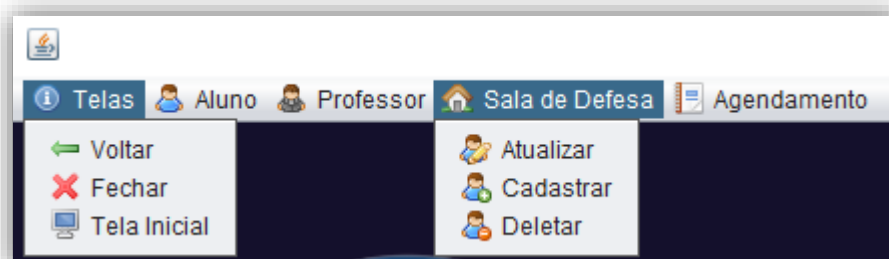 Telas Aluno Professor Sala de Defesa Agendamento
Voltar
Fechar
Tela Inicial
Atualizar
Cadastrar
Deletar